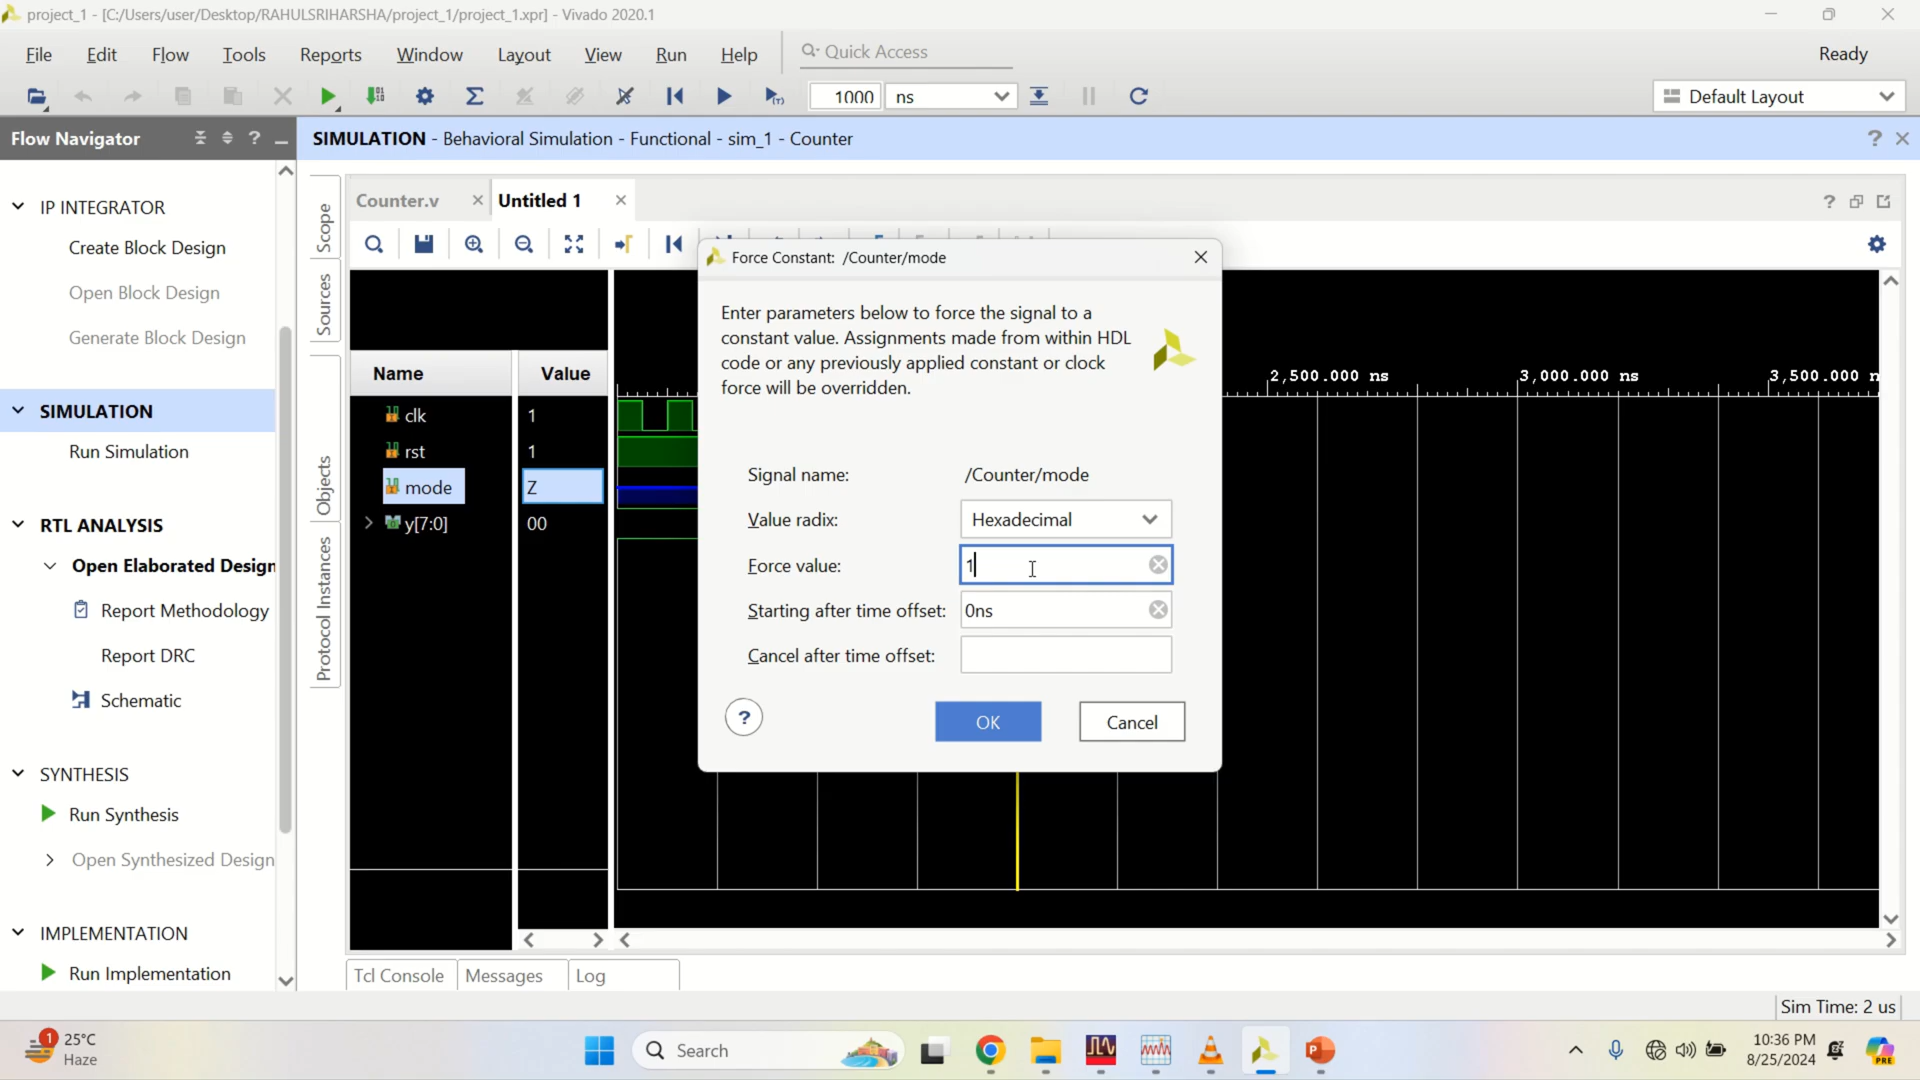 project_1 - [C:/Users/user/Desktop/RAHULSRIHARSHA/project_1/project_1.xpr] - Vivado 2020.1
File Edit Flow Tools Reports Window Layout View Run Help Quick Access Ready
1000 ns Default Layout
Flow Navigator
SIMULATION - Behavioral Simulation - Functional - sim_1 - Counter
IP INTEGRATOR
Create Block Design
Open Block Design
Generate Block Design
SIMULATION
Run Simulation
RTL ANALYSIS
Open Elaborated Design
Report Methodology
Report DRC
Schematic
SYNTHESIS
Run Synthesis
Open Synthesized Design
IMPLEMENTATION
Run Implementation
Scope
Sources
Objects
Protocol Instances
Counter.v Untitled 1
Name Value
clk 1
rst 1
mode Z
y[7:0] 00
2,500.000 ns 3,000.000 ns 3,500.000 n
Force Constant: /Counter/mode
Enter parameters below to force the signal to a
constant value. Assignments made from within HDL
code or any previously applied constant or clock
force will be overridden.
Signal name: /Counter/mode
Value radix: Hexadecimal
Force value: 1
Starting after time offset: 0ns
Cancel after time offset:
? OK Cancel
Tcl Console Messages Log
Sim Time: 2 us
1 25°C
Haze
Search
10:36 PM
8/25/2024
PRE